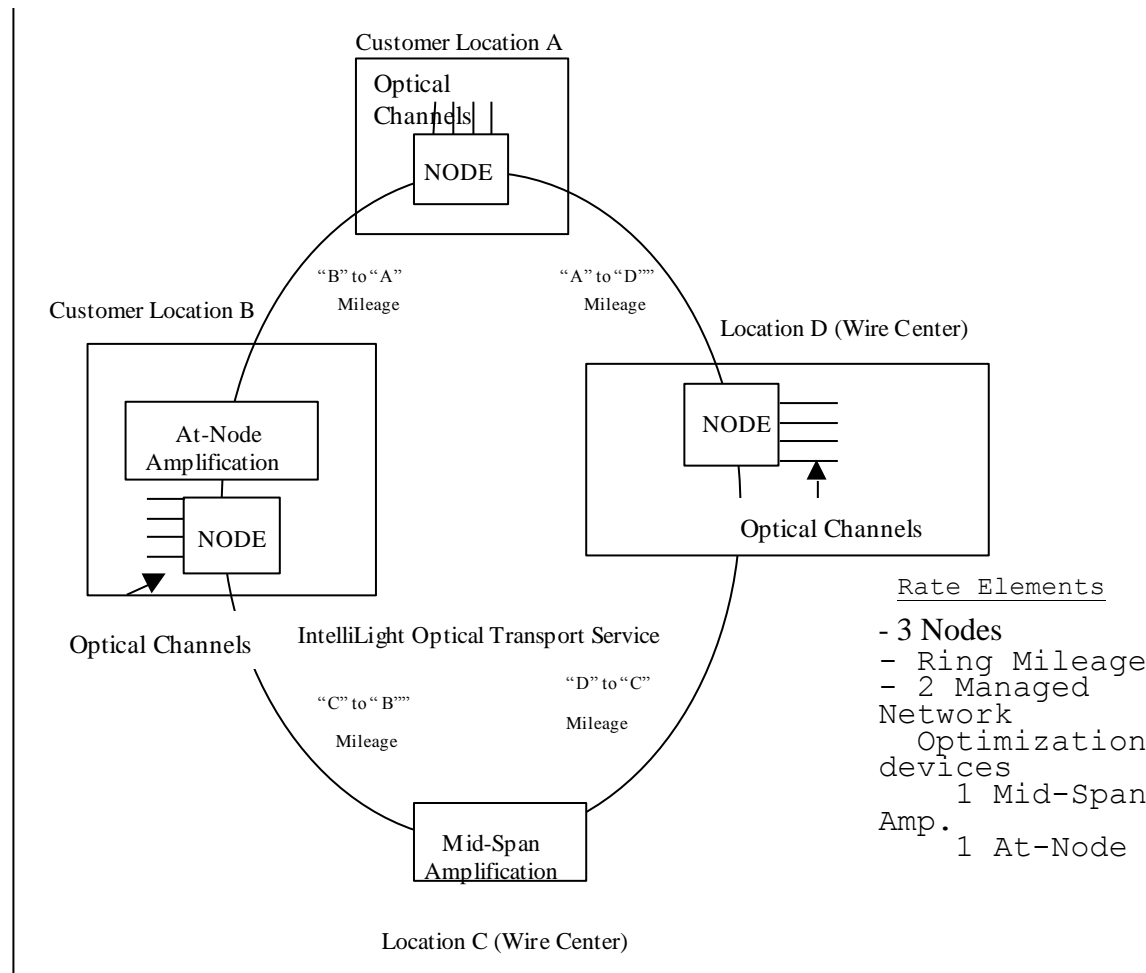 Customer Location A
Optical
Channels
NODE
“B” to “A”
Mileage
“A” to “D””
Mileage
Customer Location B
Location D (Wire Center)
At-Node
Amplification
NODE
NODE
Optical Channels
Optical Channels
Rate Elements
- 3 Nodes
- Ring Mileage
- 2 Managed
Network
Optimization
devices
1 Mid-Span
Amp.
1 At-Node
IntelliLight Optical Transport Service
“C” to “B””
Mileage
“D” to “C”
Mileage
Mid-Span
Amplification
Location C (Wire Center)